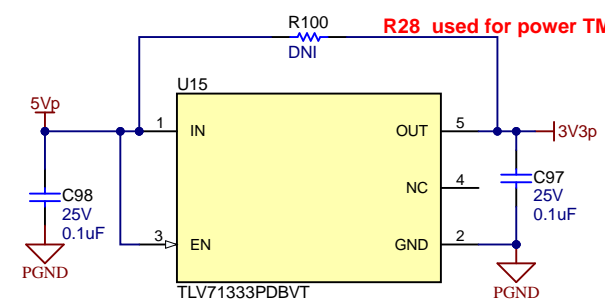 R100
R28 used for power TM
DNI
U15
5Vp
1
IN
OUT
5
3V3p
C98
25V
0.1uF
NC
4
C97
25V
0.1uF
3
EN
GND
2
PGND
TLV71333PDBVT
PGND